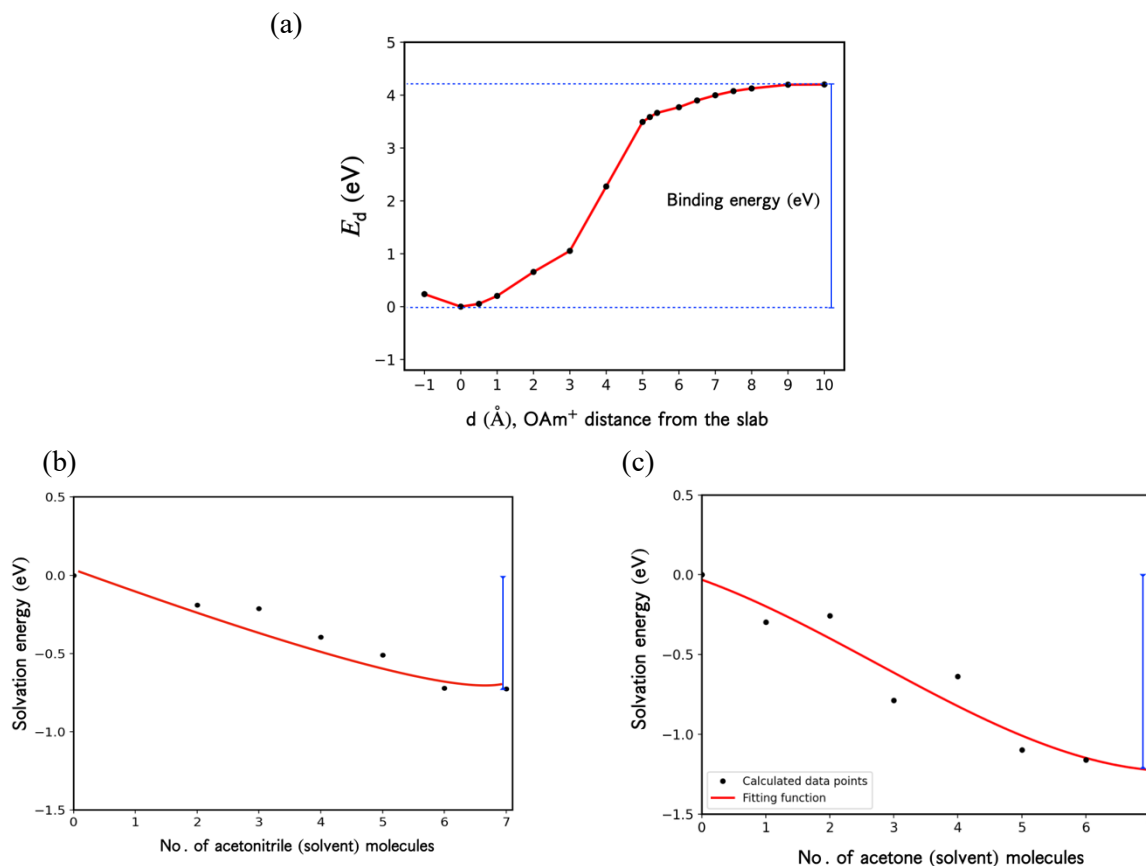 (a)
5
4
3
2
1
0
−1
E_d (eV)
Binding energy (eV)
−1 0 1 2 3 4 5 6 7 8 9 10
d (Å), OAm⁺ distance from the slab
(b)
0.5
0.0
−0.5
−1.0
−1.5
Solvation energy (eV)
0 1 2 3 4 5 6 7
No. of acetonitrile (solvent) molecules
(c)
0.5
0.0
−0.5
−1.0
−1.5
Solvation energy (eV)
Calculated data points
Fitting function
0 1 2 3 4 5 6
No. of acetone (solvent) molecules